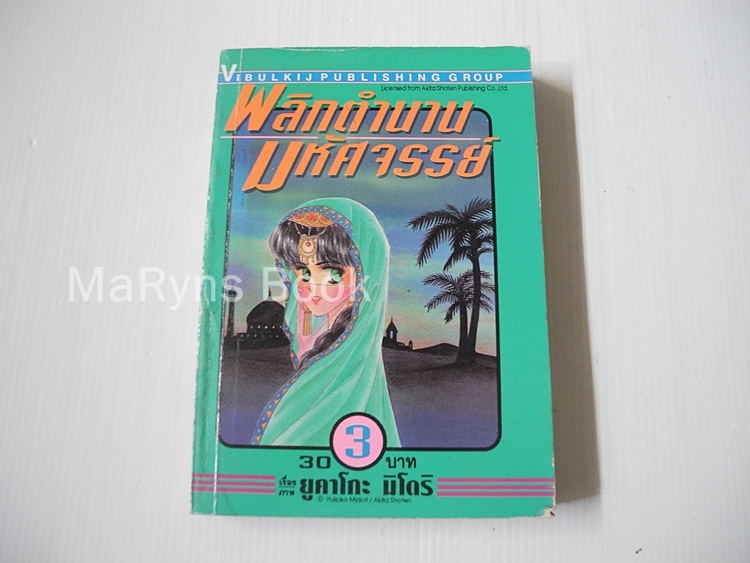 VIBULKIJ PUBLISHING GROUP
Licensed from Akita Shoten Publishing Co.,Ltd.
พลิกตำนาน
มหัศจรรย์
MaRyns Book
3
30 บาท
เรื่อง
ภาพ
ยูคาโกะ มิโดริ
© Yukako Midori / Akita Shoten